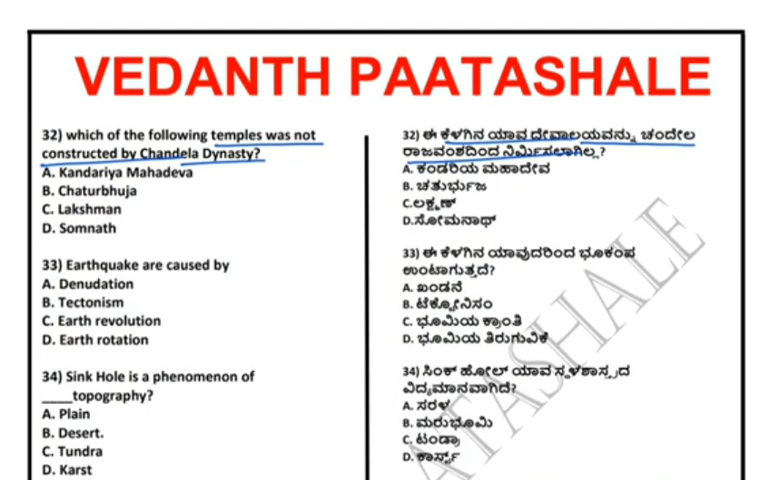 VEDANTH PAATASHALE
32) which of the following temples was not
constructed by Chandela Dynasty?
A. Kandariya Mahadeva
B. Chaturbhuja
C. Lakshman
D. Somnath
33) Earthquake are caused by
A. Denudation
B. Tectonism
C. Earth revolution
D. Earth rotation
34) Sink Hole is a phenomenon of
____topography?
A. Plain
B. Desert.
C. Tundra
D. Karst
32) ಈ ಕೆಳಗಿನ ಯಾವ ದೇವಾಲಯವನ್ನು ಚಂದೇಲ
ರಾಜವಂಶದಿಂದ ನಿರ್ಮಿಸಲಾಗಿಲ್ಲ?
A. ಕಂಡರಿಯ ಮಹಾದೇವ
B. ಚತುರ್ಭುಜ
C.ಲಕ್ಷ್ಮಣ್
D.ಸೋಮನಾಥ್
33) ಈ ಕೆಳಗಿನ ಯಾವುದರಿಂದ ಭೂಕಂಪ
ಉಂಟಾಗುತ್ತದೆ?
A. ಖಂಡನೆ
B. ಟೆಕ್ಟೋನಿಸಂ
C. ಭೂಮಿಯ ಕ್ರಾಂತಿ
D. ಭೂಮಿಯ ತಿರುಗುವಿಕೆ
34) ಸಿಂಕ್ ಹೋಲ್ ಯಾವ ಸ್ಥಳಶಾಸ್ತ್ರದ
ವಿದ್ಯಮಾನವಾಗಿದೆ?
A. ಸರಳ
B. ಮರುಭೂಮಿ
C. ಟಂಡ್ರಾ
D. ಕಾರ್ಸ್ಟ್
ATASHALE